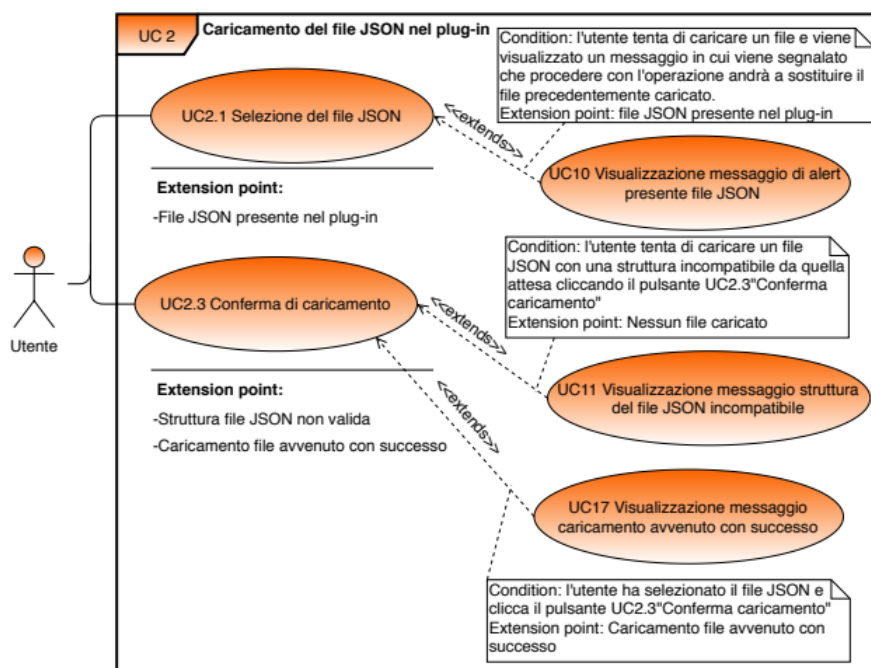 UC 2
Caricamento del file JSON nel plug-in
Condition: l'utente tenta di caricare un file e viene
visualizzato un messaggio in cui viene segnalato
che procedere con l'operazione andrà a sostituire il
file precedentemente caricato.
Extension point: file JSON presente nel plug-in
UC2.1 Selezione del file JSON
<<extends>>
UC10 Visualizzazione messaggio di alert
presente file JSON
Extension point:
-File JSON presente nel plug-in
Condition: l'utente tenta di caricare un file
JSON con una struttura incompatibile da quella
attesa cliccando il pulsante UC2.3"Conferma
caricamento"
Extension point: Nessun file caricato
Utente
UC2.3 Conferma di caricamento
<<extends>>
UC11 Visualizzazione messaggio struttura
del file JSON incompatibile
Extension point:
-Struttura file JSON non valida
-Caricamento file avvenuto con successo
<<extends>>
UC17 Visualizzazione messaggio
caricamento avvenuto con successo
Condition: l'utente ha selezionato il file JSON e
clicca il pulsante UC2.3"Conferma caricamento"
Extension point: Caricamento file avvenuto con
successo